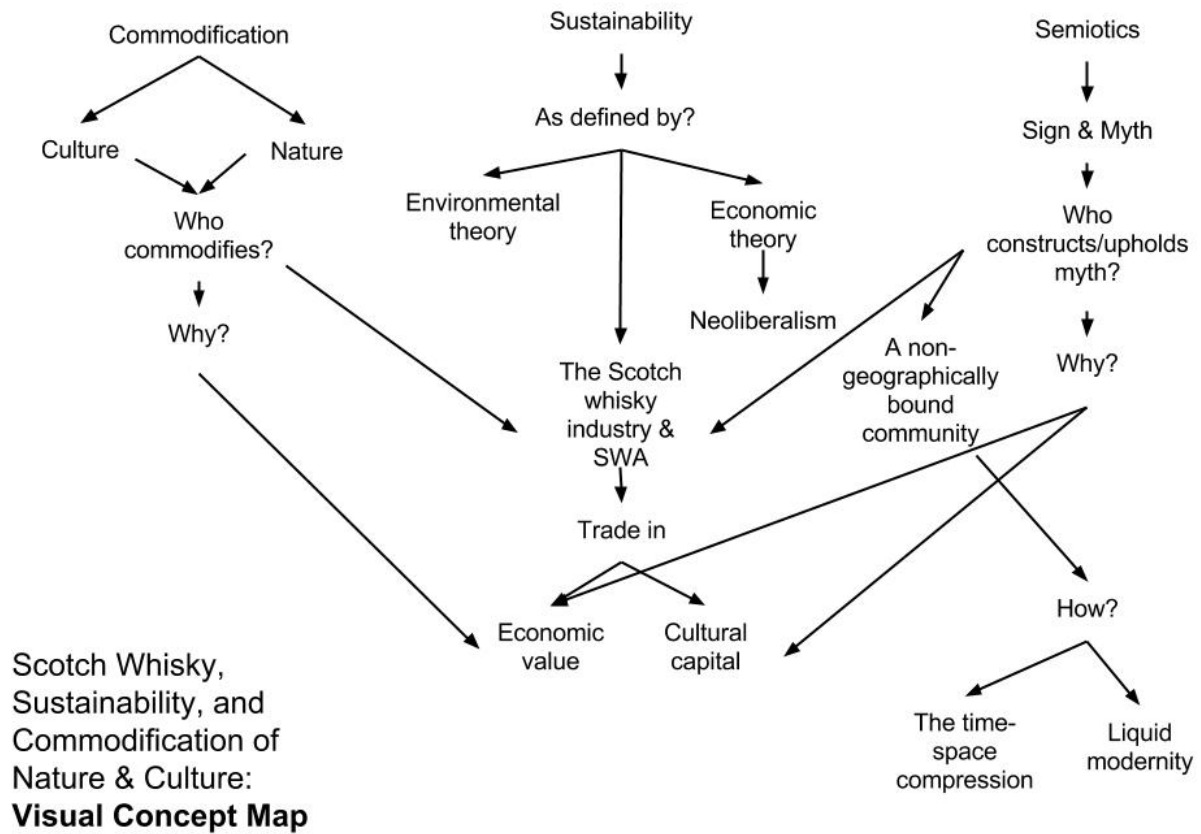 Commodification
Sustainability
Semiotics
As defined by?
Sign & Myth
Culture
Nature
Environmental
theory
Economic
theory
Who
constructs/upholds
myth?
Who
commodifies?
Neoliberalism
Why?
The Scotch
whisky
industry &
SWA
A non-
geographically
bound
community
Why?
Trade in
How?
Economic
value
Cultural
capital
The time-
space
compression
Liquid
modernity
Scotch Whisky,
Sustainability, and
Commodification of
Nature & Culture:
Visual Concept Map